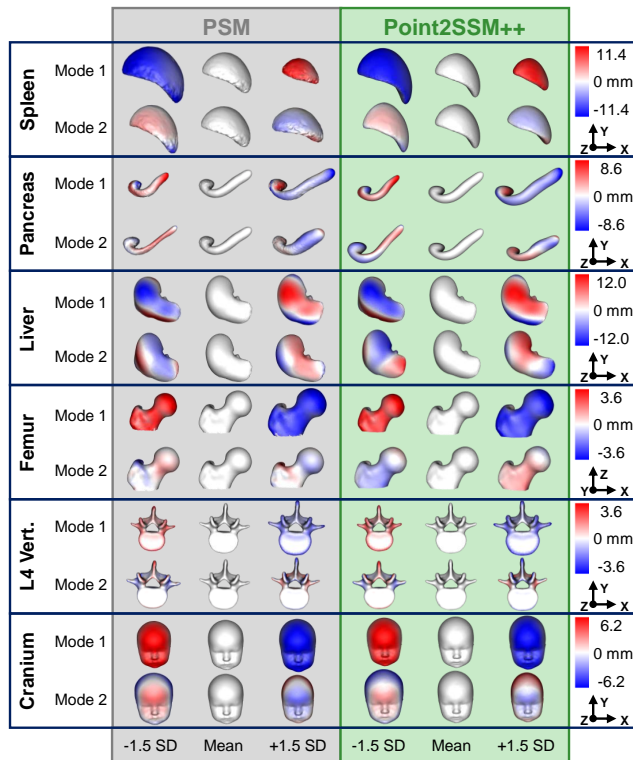 PSM
Point2SSM++
Spleen
Mode 1
Mode 2
11.4
0 mm
-11.4
Y
Z X
Pancreas
Mode 1
Mode 2
8.6
0 mm
-8.6
Y
Z X
Liver
Mode 1
Mode 2
12.0
0 mm
-12.0
Y
Z X
Femur
Mode 1
Mode 2
3.6
0 mm
-3.6
Z
Y X
L4 Vert.
Mode 1
Mode 2
3.6
0 mm
-3.6
Y
Z X
Cranium
Mode 1
Mode 2
6.2
0 mm
-6.2
Y
Z X
-1.5 SD Mean +1.5 SD -1.5 SD Mean +1.5 SD